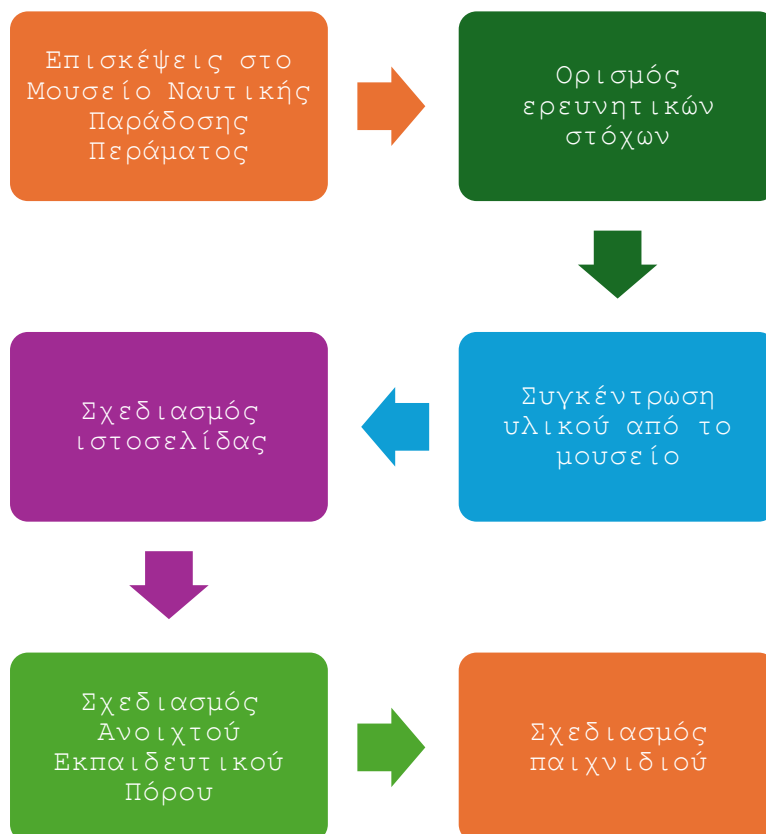 Επισκέψεις στο
Μουσείο Ναυτικής
Παράδοσης
Περάματος
Ορισμός
ερευνητικών
στόχων
Συγκέντρωση
υλικού από το
μουσείο
Σχεδιασμός
ιστοσελίδας
Σχεδιασμός
Ανοιχτού
Εκπαιδευτικού
Πόρου
Σχεδιασμός
παιχνιδιού